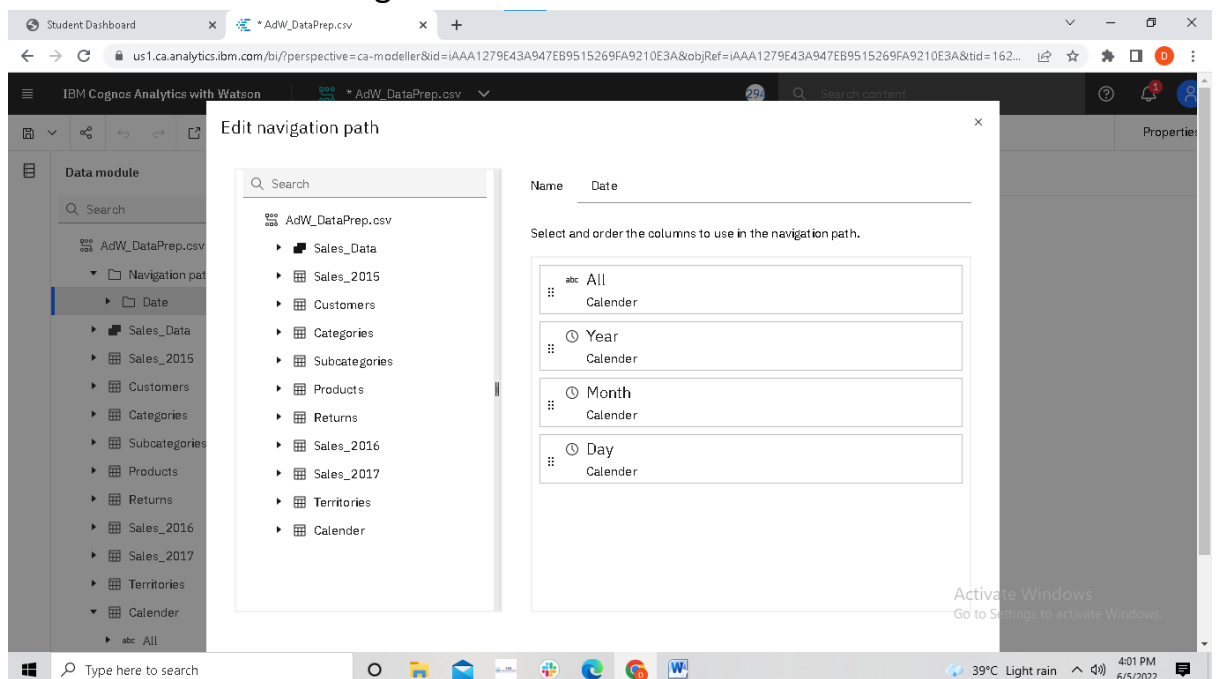 Student Dashboard
* AdW_DataPrep.csv
us1.ca.analytics.ibm.com/bi/?perspective=ca-modeller&id=iAAA1279E43A947EB9515269FA9210E3A&objRef=iAAA1279E43A947EB9515269FA9210E3A&tid=162...
D
IBM Cognos Analytics with Watson
* AdW_DataPrep.csv
294
Search content
1
Edit navigation path
Properties
Data module
Search
AdW_DataPrep.csv
Navigation pat
Date
Sales_Data
Sales_2015
Customers
Categories
Subcategories
Products
Returns
Sales_2016
Sales_2017
Territories
Calender
abc All
Search
AdW_DataPrep.csv
Sales_Data
Sales_2015
Customers
Categories
Subcategories
Products
Returns
Sales_2016
Sales_2017
Territories
Calender
Name Date
Select and order the columns to use in the navigation path.
abc All
Calender
Year
Calender
Month
Calender
Day
Calender
Activate Windows
Go to Settings to activate Windows.
Type here to search
39°C Light rain
4:01 PM
6/5/2022